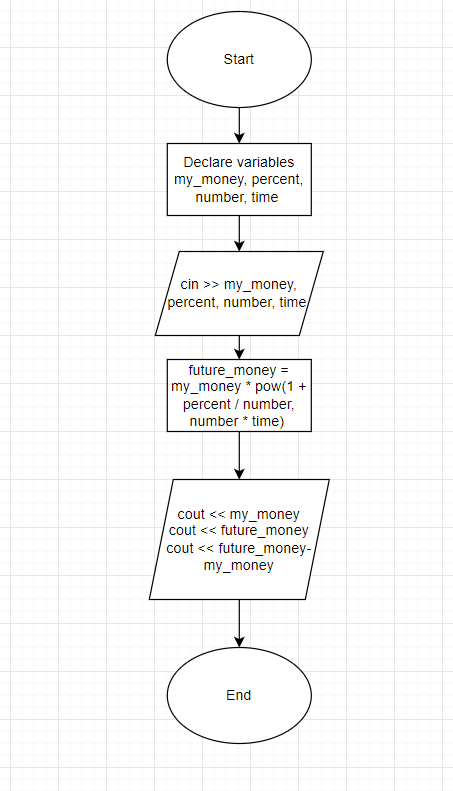 Start
Declare variables
my_money, percent,
number, time
cin >> my_money,
percent, number, time
future_money =
my_money * pow(1 +
percent / number,
number * time)
cout << my_money
cout << future_money
cout << future_money-
my_money
End